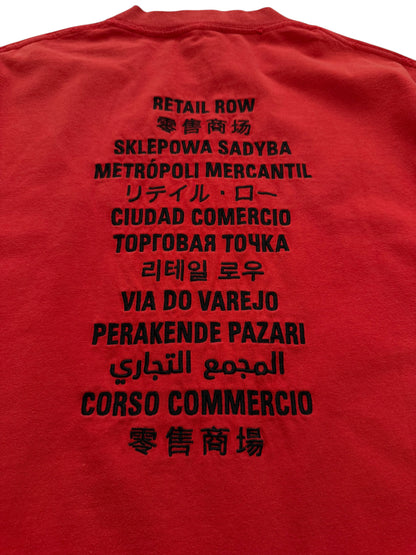 RETAIL ROW
零售商场
SKLEPOWA SADYBA
METRÓPOLI MERCANTIL
リテイル・ロー
CIUDAD COMERCIO
ТОРГОВАЯ ТОЧКА
리테일 로우
VIA DO VAREJO
PERAKENDE PAZARI
المجمع التجاري
CORSO COMMERCIO
零售商場